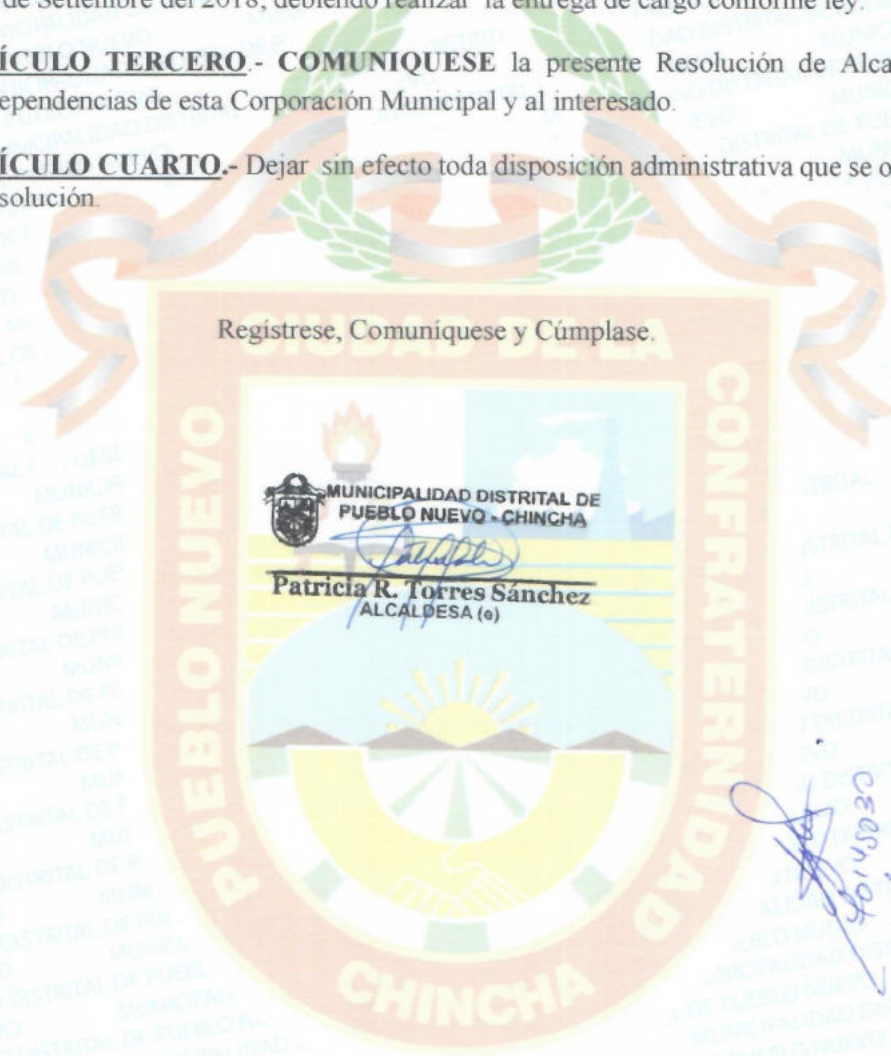 de Setiembre del 2018, debiendo realizar la entrega de cargo conforme ley.
ÍCULO TERCERO.- COMUNIQUESE la presente Resolución de Alca
ependencias de esta Corporación Municipal y al interesado.
ÍCULO CUARTO.- Dejar sin efecto toda disposición administrativa que se o
solución.
Regístrese, Comuníquese y Cúmplase.
CIUDAD DE LA
CONFRATERNIDAD
PUEBLO NUEVO
CHINCHA
MUNICIPALIDAD DISTRITAL DE
PUEBLO NUEVO - CHINCHA
Patricia R. Torres Sánchez
ALCALDESA (e)